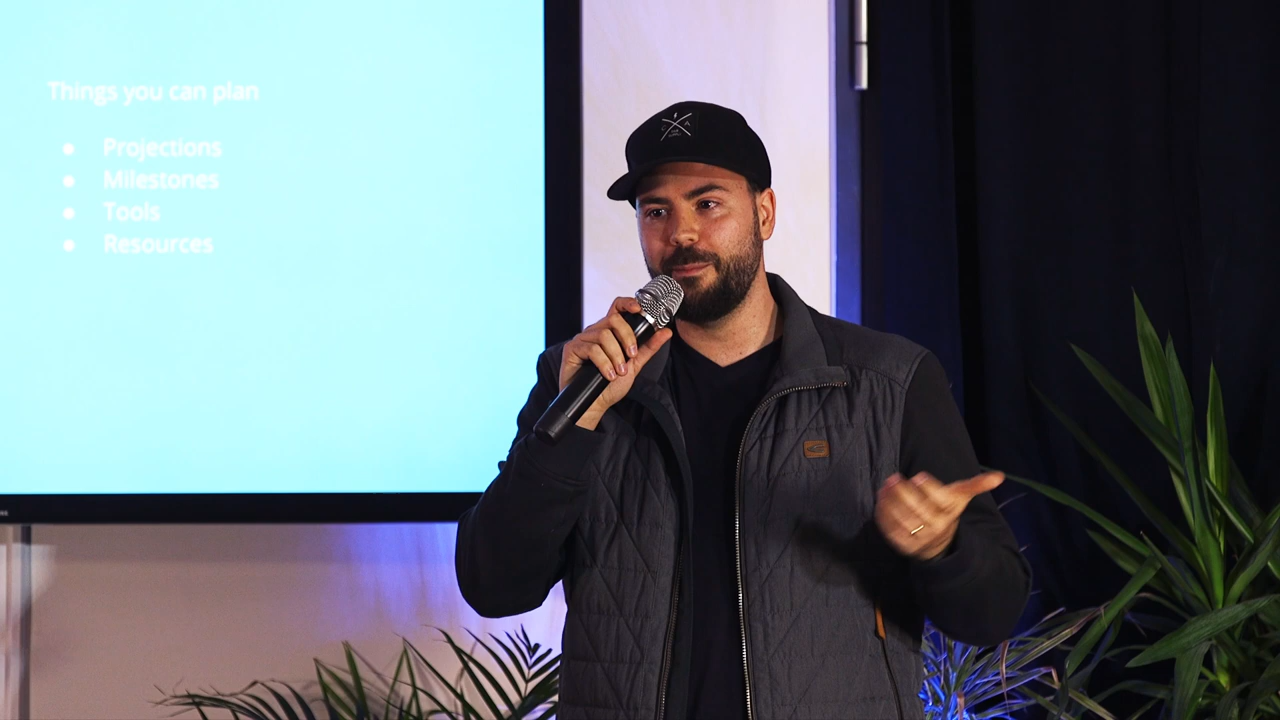 Things you can plan
● Projections
● Milestones
● Tools
● Resources
C A